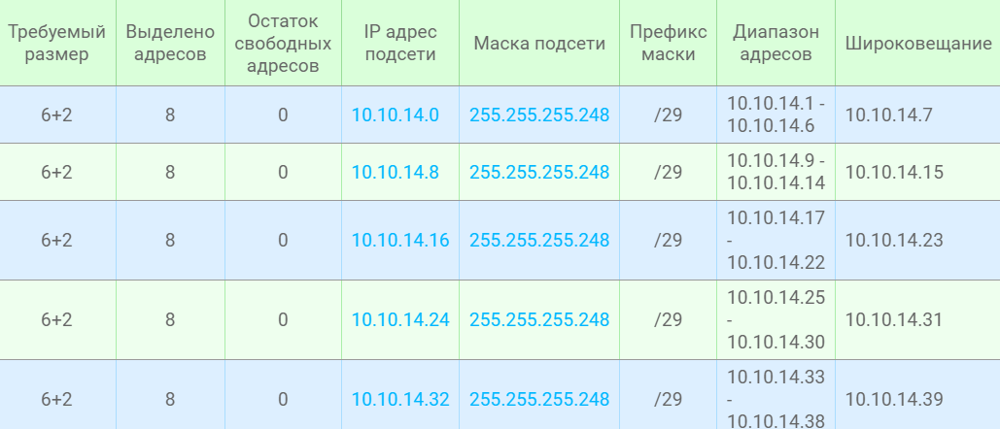 Требуемый размер
Выделено адресов
Остаток свободных адресов
IP адрес подсети
Маска подсети
Префикс маски
Диапазон адресов
Широковещание
6+2 8 0 10.10.14.0 255.255.255.248 /29 10.10.14.1 - 10.10.14.6 10.10.14.7
6+2 8 0 10.10.14.8 255.255.255.248 /29 10.10.14.9 - 10.10.14.14 10.10.14.15
6+2 8 0 10.10.14.16 255.255.255.248 /29 10.10.14.17 - 10.10.14.22 10.10.14.23
6+2 8 0 10.10.14.24 255.255.255.248 /29 10.10.14.25 - 10.10.14.30 10.10.14.31
6+2 8 0 10.10.14.32 255.255.255.248 /29 10.10.14.33 - 10.10.14.38 10.10.14.39